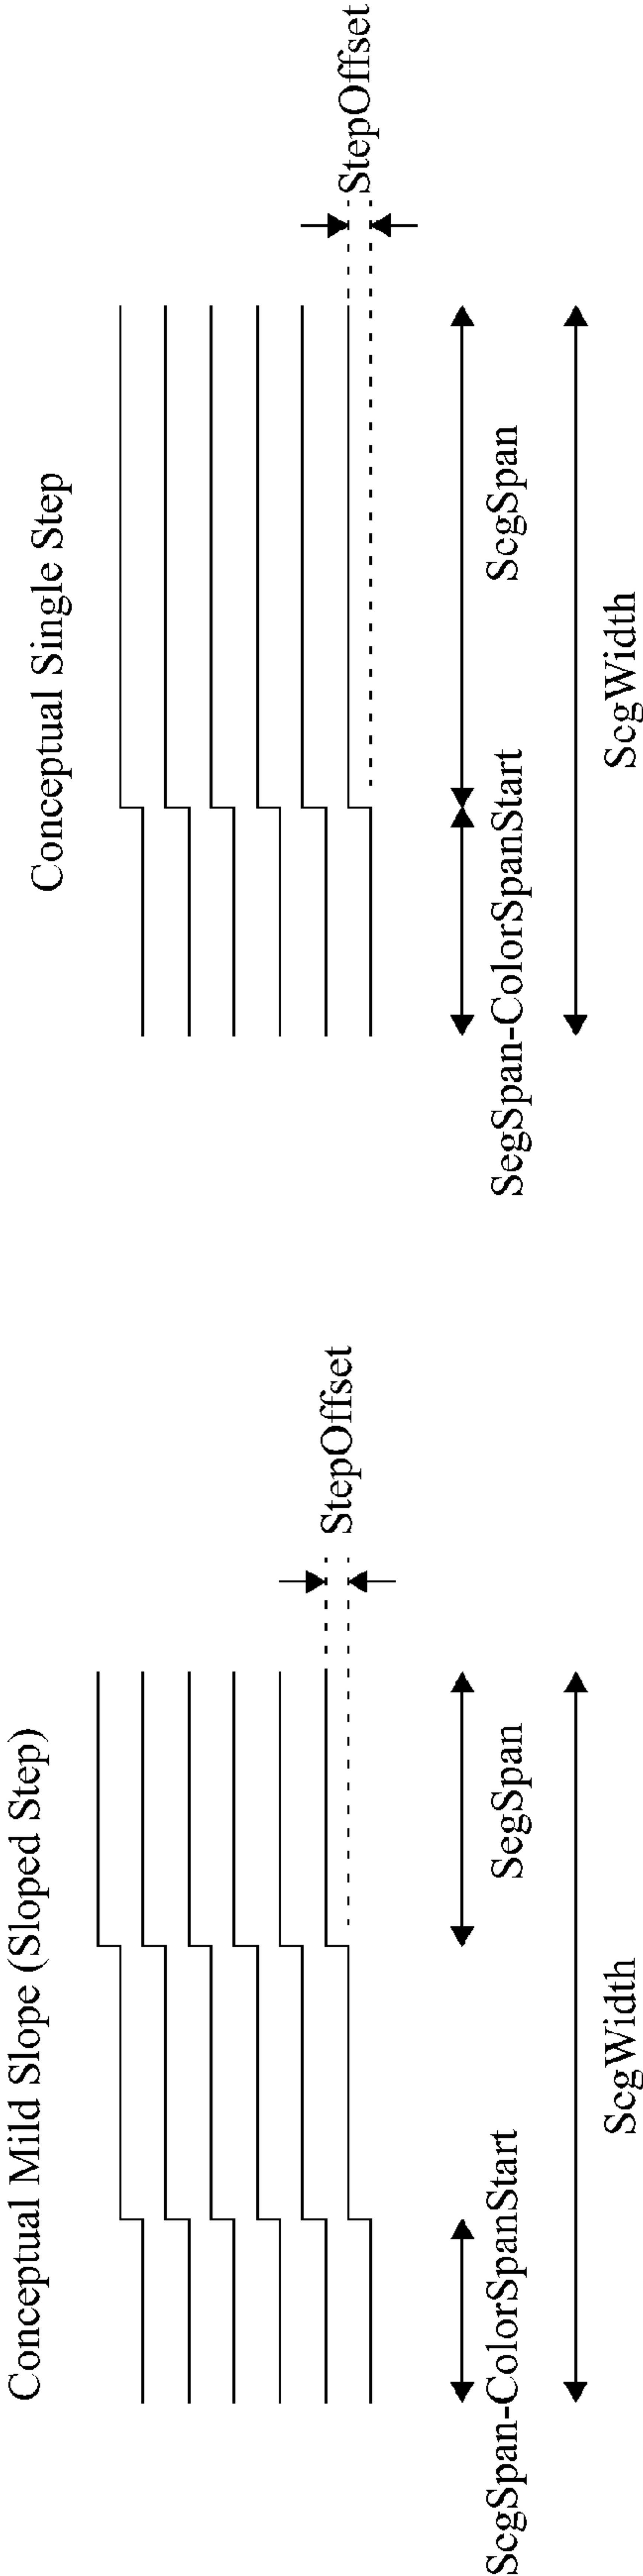 Conceptual Mild Slope (Sloped Step)
StepOffset
ScgSpan-ColorSpanStart
SegSpan
ScgWidth
Conceptual Single Step
StepOffset
SegSpan-ColorSpanStart
ScgSpan
ScgWidth